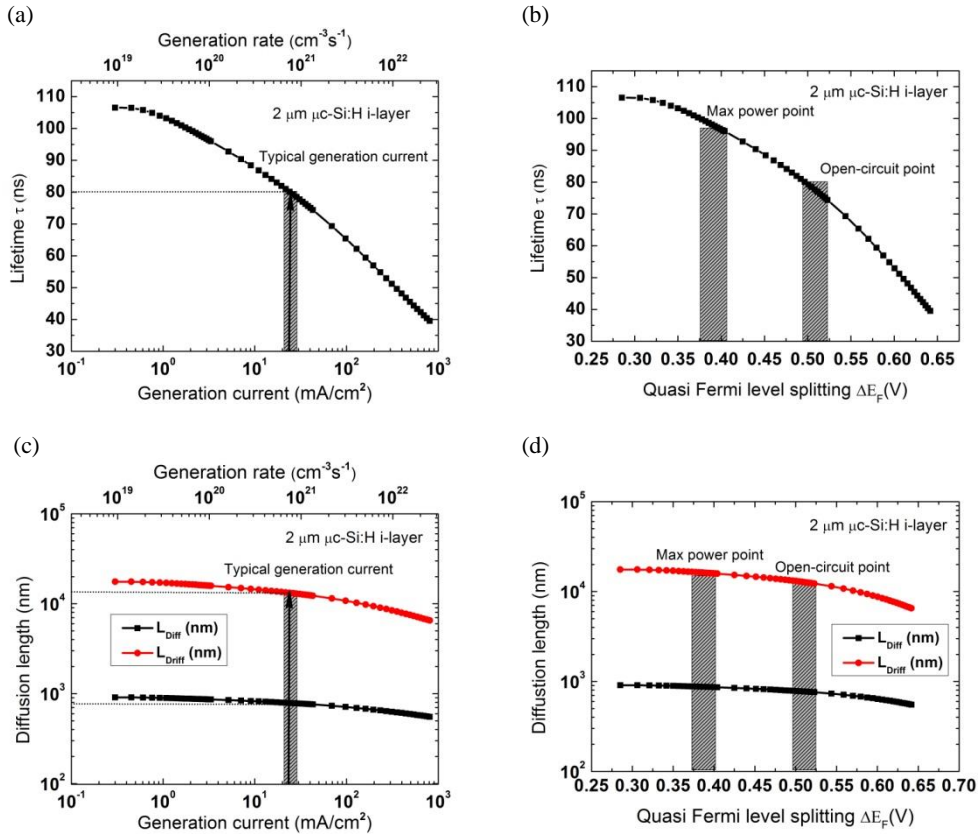 (a)
Generation rate (cm⁻³s⁻¹)
10¹⁹ 10²⁰ 10²¹ 10²²
110
100
90
80
70
60
50
40
30
Lifetime τ (ns)
2 μm μc-Si:H i-layer
Typical generation current
10⁻¹ 10⁰ 10¹ 10² 10³
Generation current (mA/cm²)
(b)
110
100
90
80
70
60
50
40
30
Lifetime τ (ns)
2 μm μc-Si:H i-layer
Max power point
Open-circuit point
0.25 0.30 0.35 0.40 0.45 0.50 0.55 0.60 0.65
Quasi Fermi level splitting ΔE_F(V)
(c)
Generation rate (cm⁻³s⁻¹)
10¹⁹ 10²⁰ 10²¹ 10²²
10⁵
10⁴
10³
10²
Diffusion length (nm)
2 μm μc-Si:H i-layer
Typical generation current
L_Diff (nm)
L_Driff (nm)
10⁻¹ 10⁰ 10¹ 10² 10³
Generation current (mA/cm²)
(d)
10⁵
10⁴
10³
10²
Diffustion length (nm)
2 μm μc-Si:H i-layer
Max power point
Open-circuit point
L_Diff (nm)
L_Driff (nm)
0.25 0.30 0.35 0.40 0.45 0.50 0.55 0.60 0.65 0.70
Quasi Fermi level splitting ΔE_F(V)